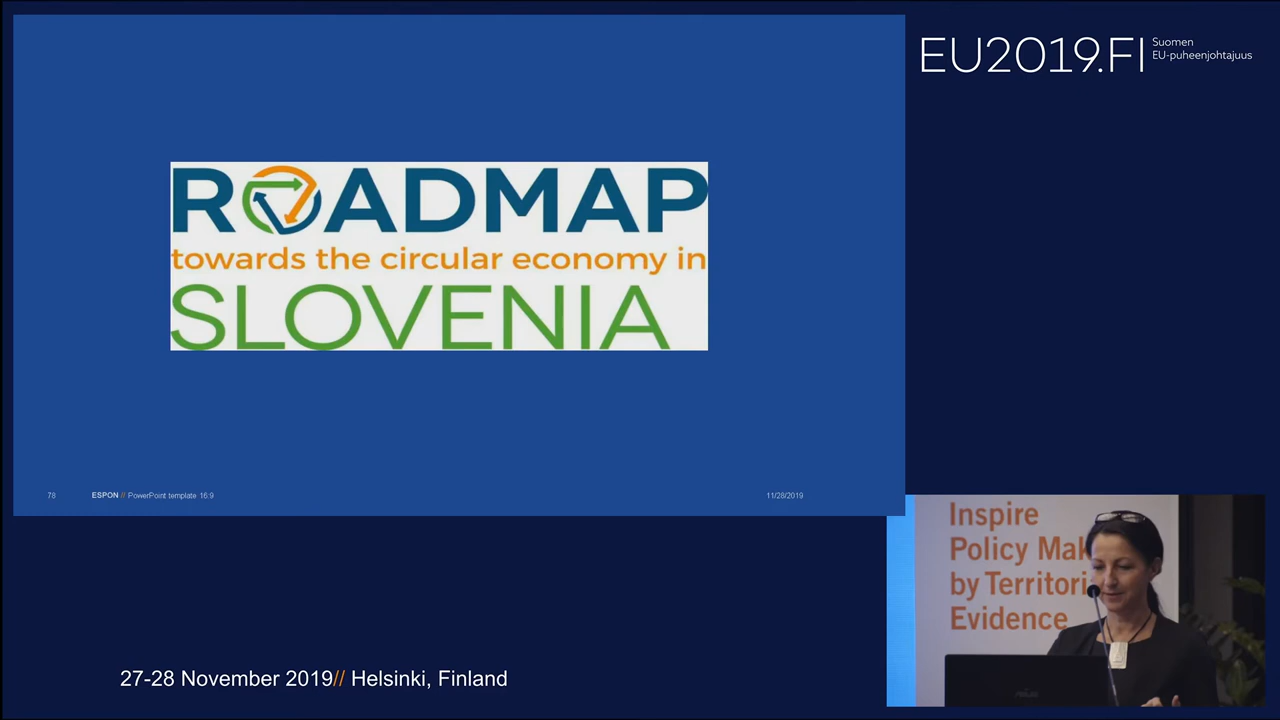 EU2019.FI
Suomen
EU-puheenjohtajuus
ROADMAP
towards the circular economy in
SLOVENIA
78 ESPON // PowerPoint template 16:9 11/28/2019
Inspire
Policy Mak
by Territori
Evidence
ASUS
27-28 November 2019// Helsinki, Finland